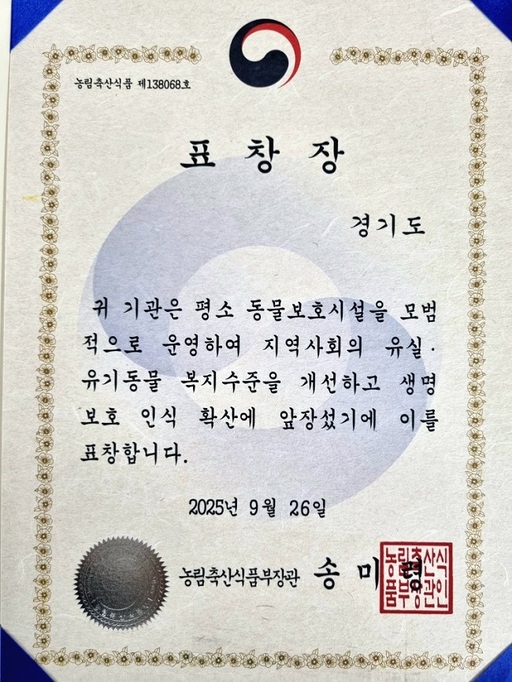 농림축산식품 제138068호
표 창 장
경기도
귀 기관은 평소 동물보호시설을 모범
적으로 운영하여 지역사회의 유실·
유기동물 복지수준을 개선하고 생명
보호 인식 확산에 앞장섰기에 이를
표창합니다.
2025년 9월 26일
농림축산식품부장관 송 미 령
농림축산식
품부장관인